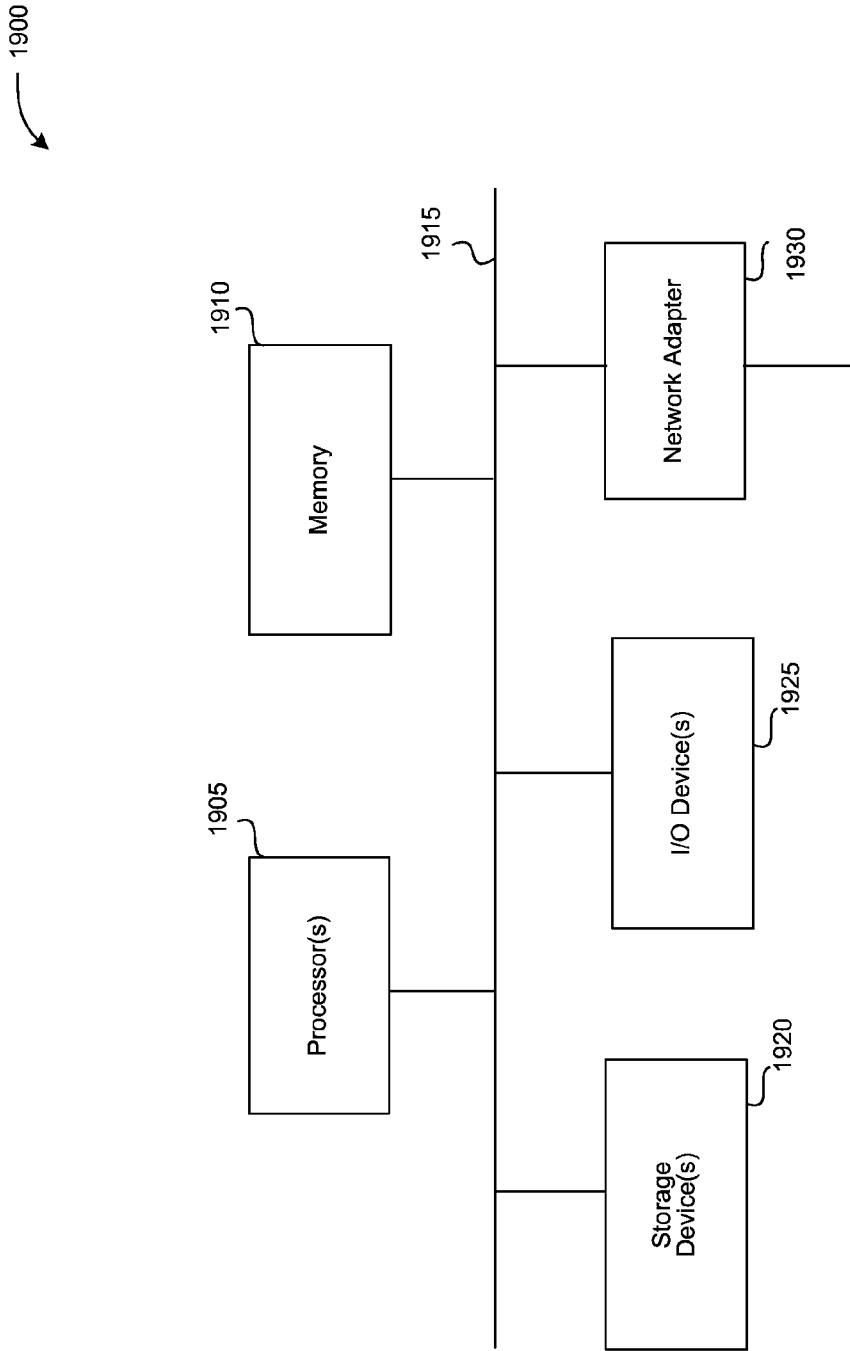 1900
1905
Processor(s)
1910
Memory
1915
Storage
Device(s)
1920
I/O Device(s)
1925
Network Adapter
1930